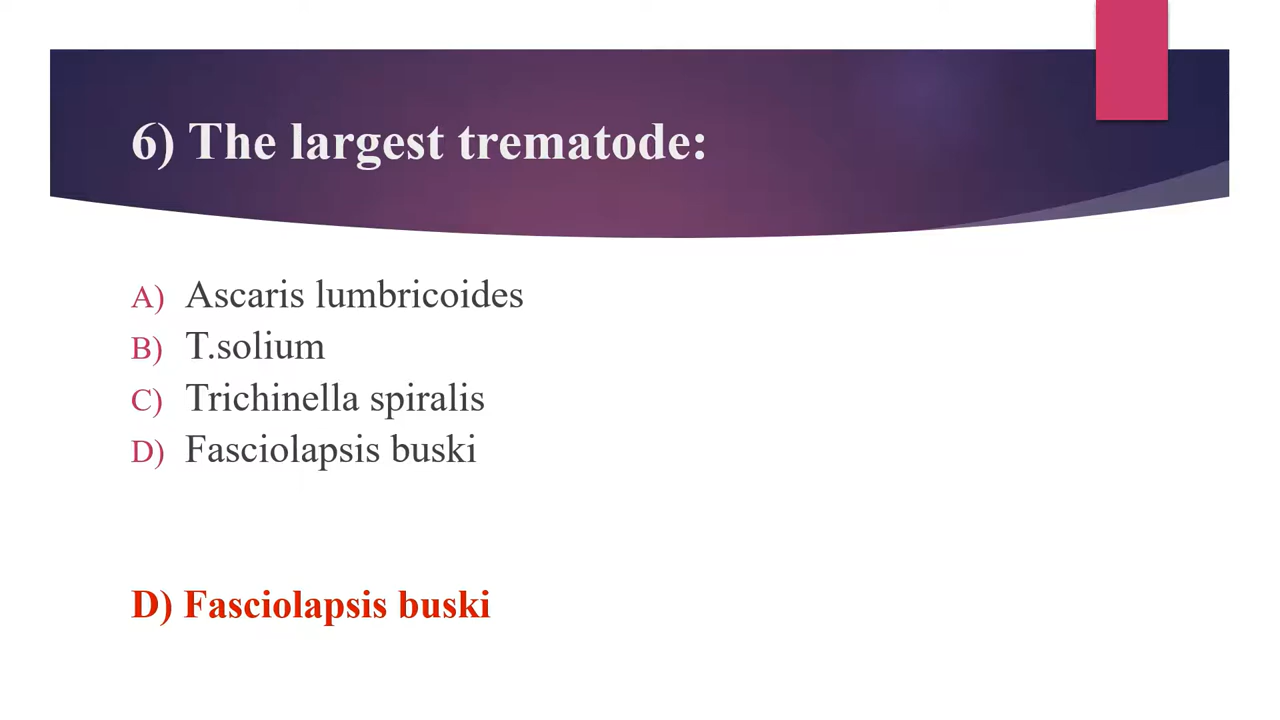 6) The largest trematode:
A) Ascaris lumbricoides
B) T.solium
C) Trichinella spiralis
D) Fasciolapsis buski
D) Fasciolapsis buski